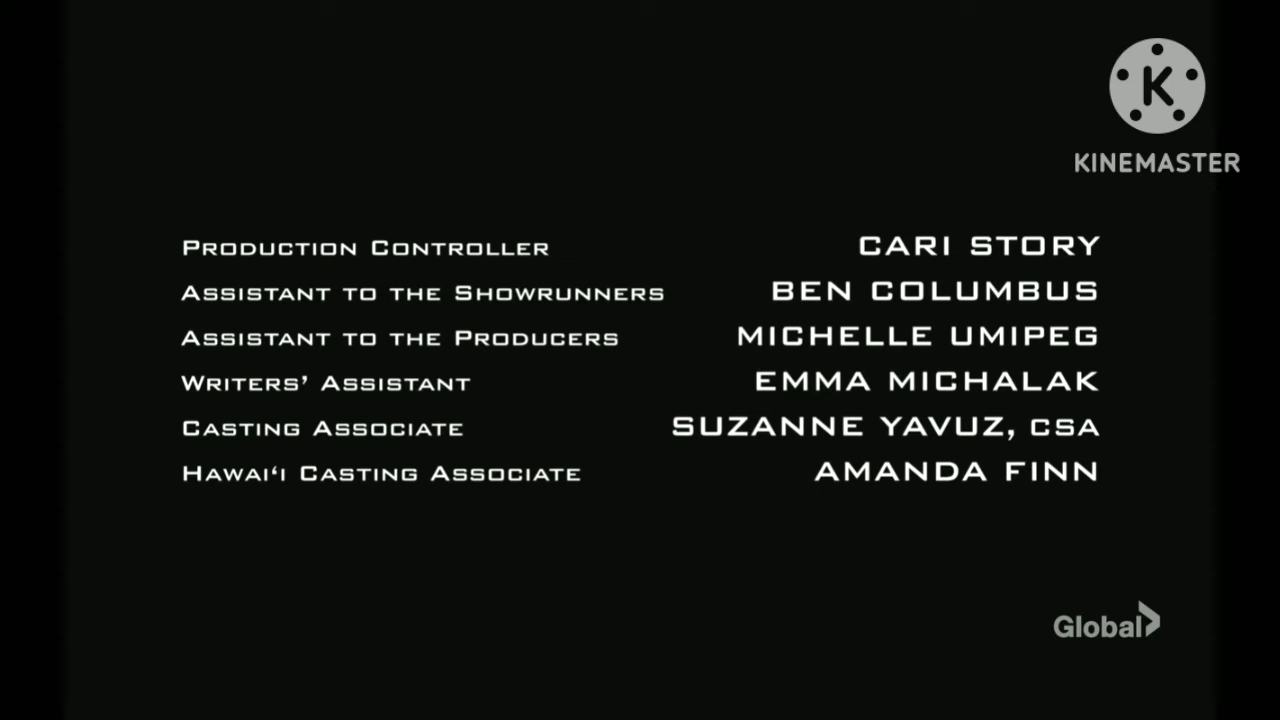 K
KINEMASTER
Production Controller CARI STORY
Assistant to the Showrunners BEN COLUMBUS
Assistant to the Producers MICHELLE UMIPEG
Writers’ Assistant EMMA MICHALAK
Casting Associate SUZANNE YAVUZ, CSA
Hawai‘i Casting Associate AMANDA FINN
Global